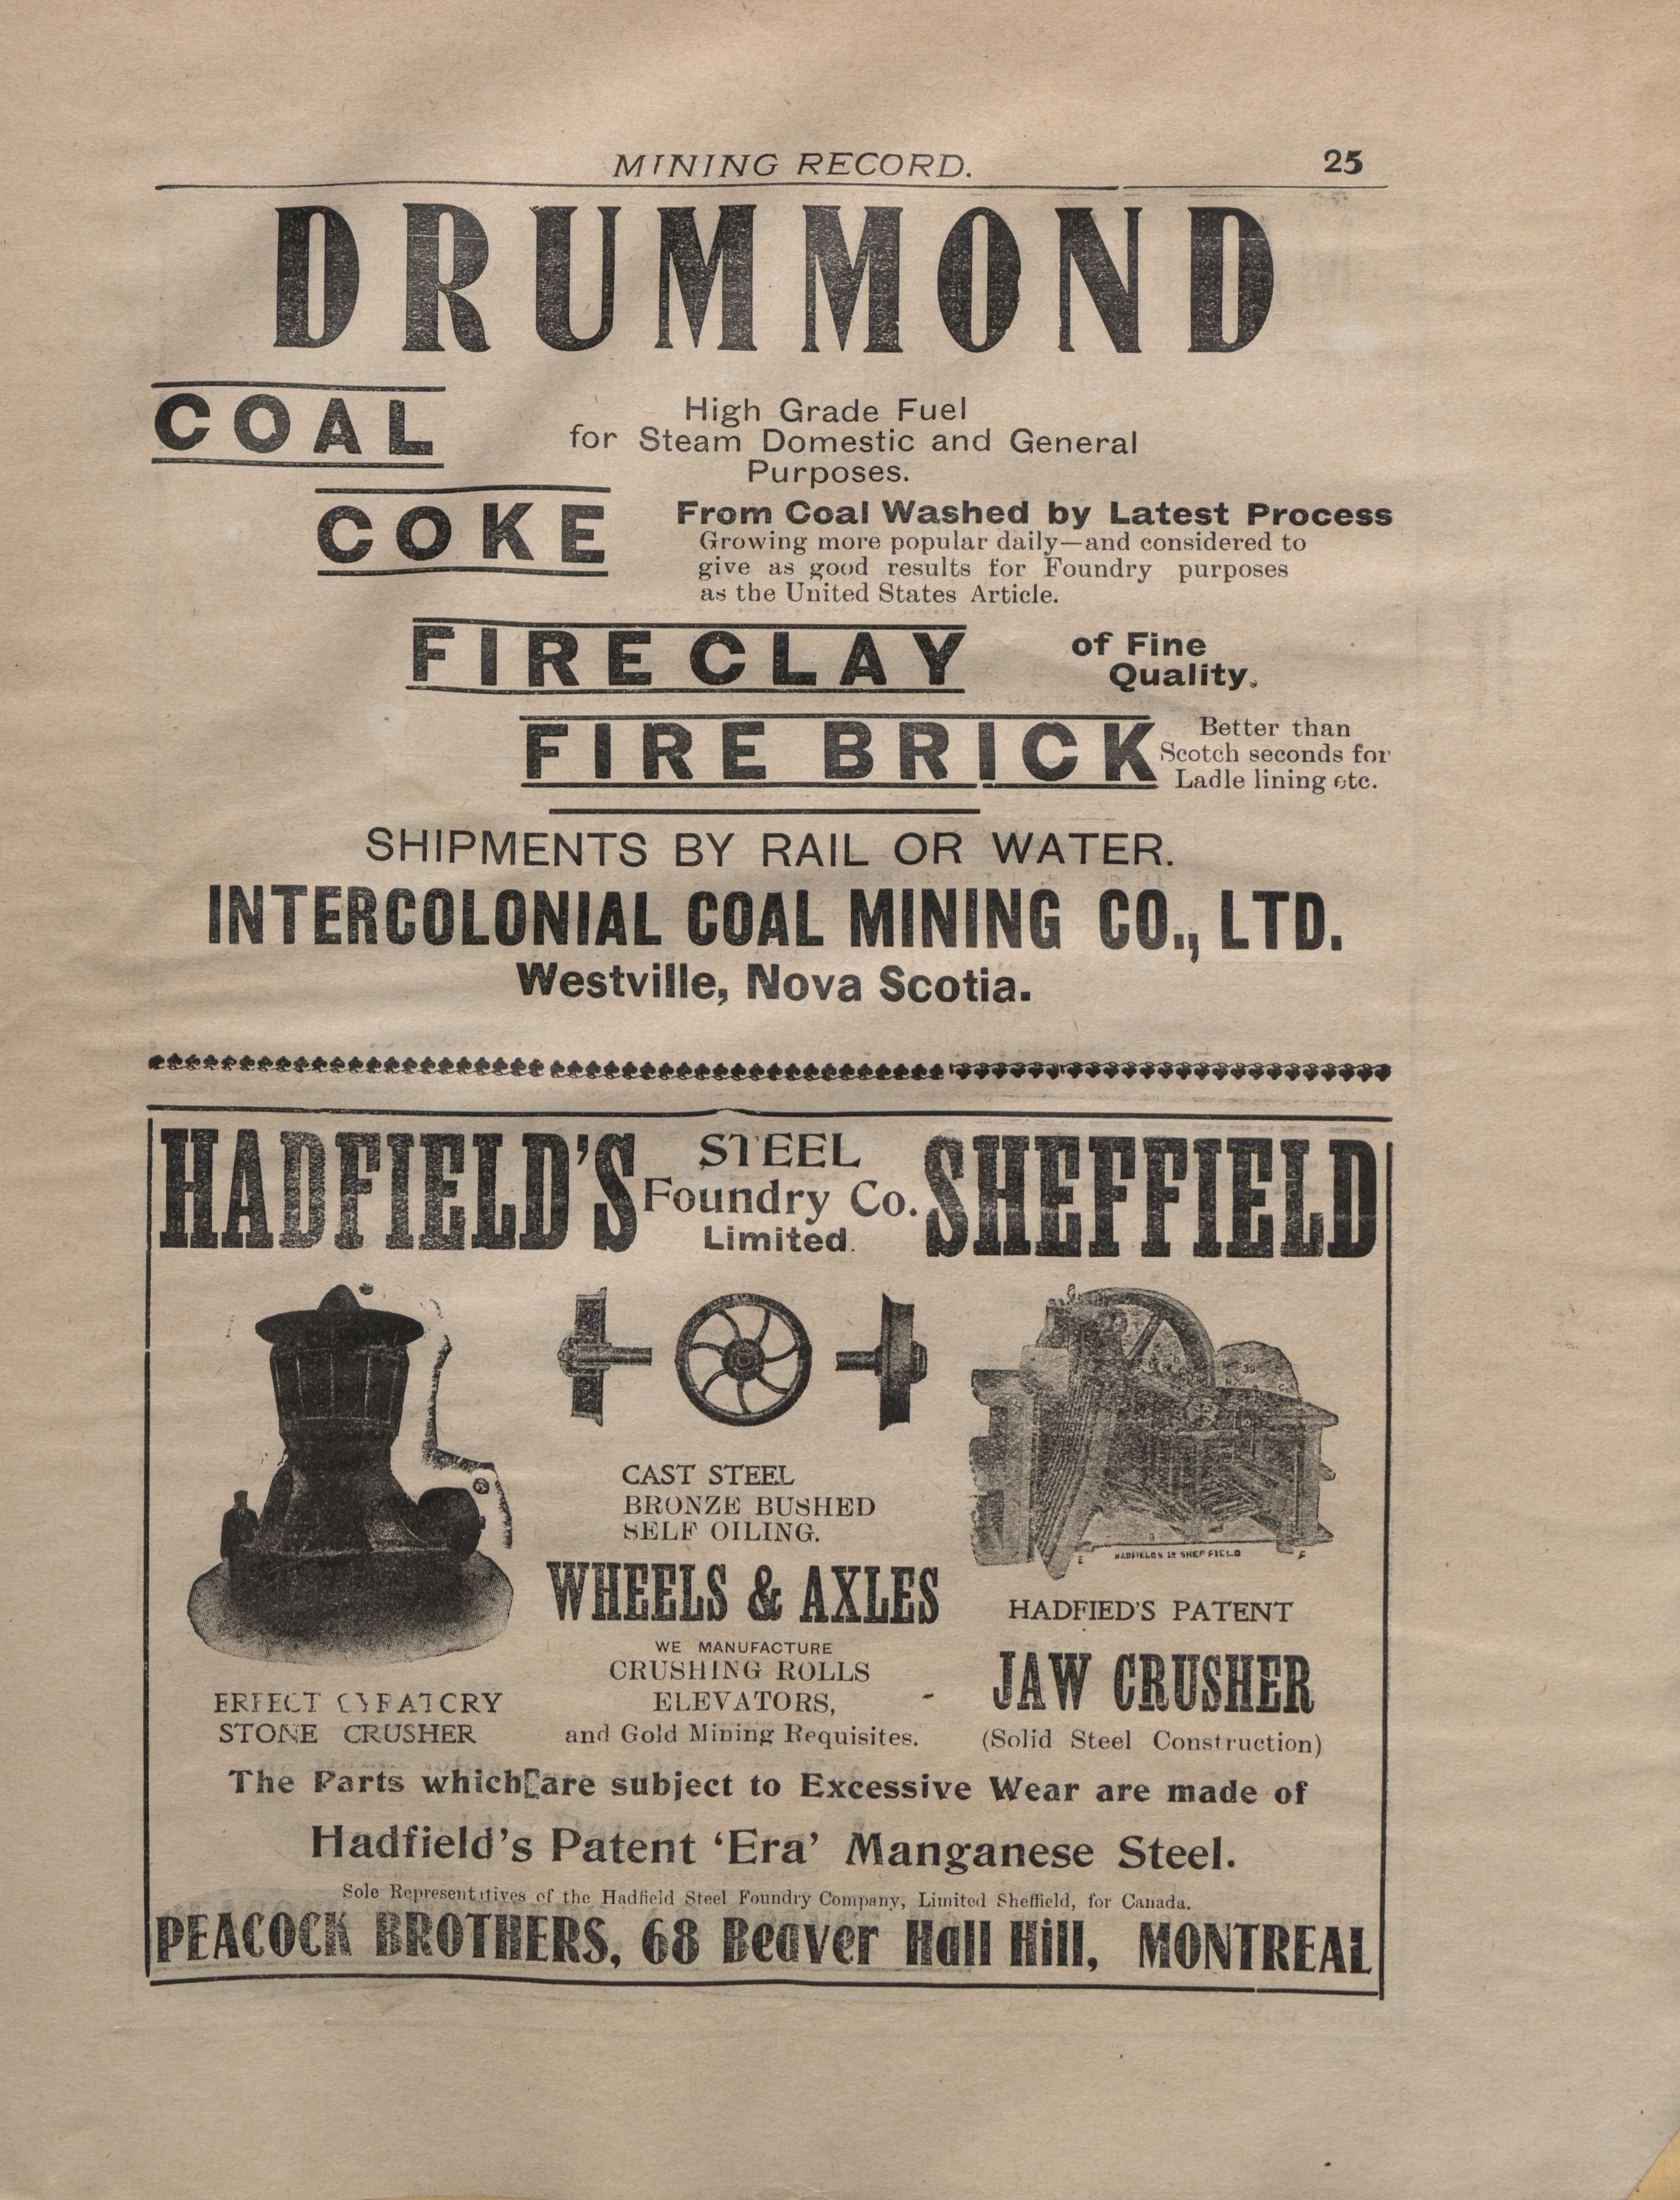 MINING RECORD. 25
DRUMMOND
COAL
High Grade Fuel
for Steam Domestic and General
Purposes.
COKE
From Coal Washed by Latest Process
Growing more popular daily—and considered to
give as good results for Foundry purposes
as the United States Article.
FIRE CLAY
of Fine
Quality.
FIRE BRICK
Better than
Scotch seconds for
Ladle lining etc.
SHIPMENTS BY RAIL OR WATER.
INTERCOLONIAL COAL MINING CO., LTD.
Westville, Nova Scotia.
HADFIELD'S STEEL Foundry Co. Limited. SHEFFIELD
CAST STEEL
BRONZE BUSHED
SELF OILING.
WHEELS & AXLES
WE MANUFACTURE
CRUSHING ROLLS
ELEVATORS,
and Gold Mining Requisites.
HADFIELDS LD SHEFFIELD
HADFIED'S PATENT
JAW CRUSHER
(Solid Steel Construction)
STONE CRUSHER
The Parts which[are subject to Excessive Wear are made of
Hadfield's Patent 'Era' Manganese Steel.
Sole Representitives of the Hadfield Steel Foundry Company, Limited Sheffield, for Canada.
PEACOCK BROTHERS, 68 Beaver Hall Hill, MONTREAL